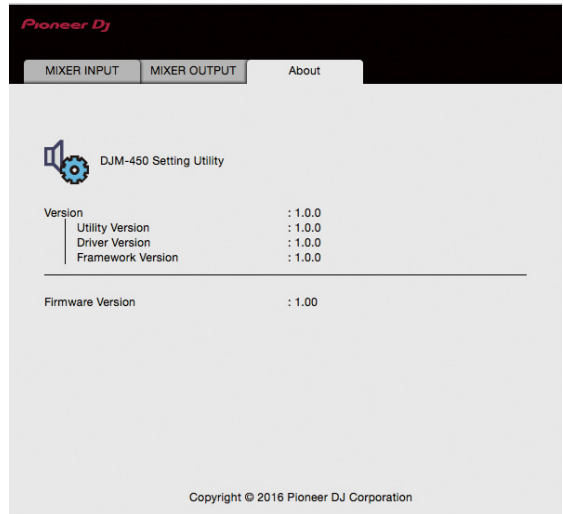 Pioneer Dj
MIXER INPUT MIXER OUTPUT About
DJM-450 Setting Utility
Version : 1.0.0
Utility Version : 1.0.0
Driver Version : 1.0.0
Framework Version : 1.0.0
Firmware Version : 1.00
Copyright © 2016 Pioneer DJ Corporation